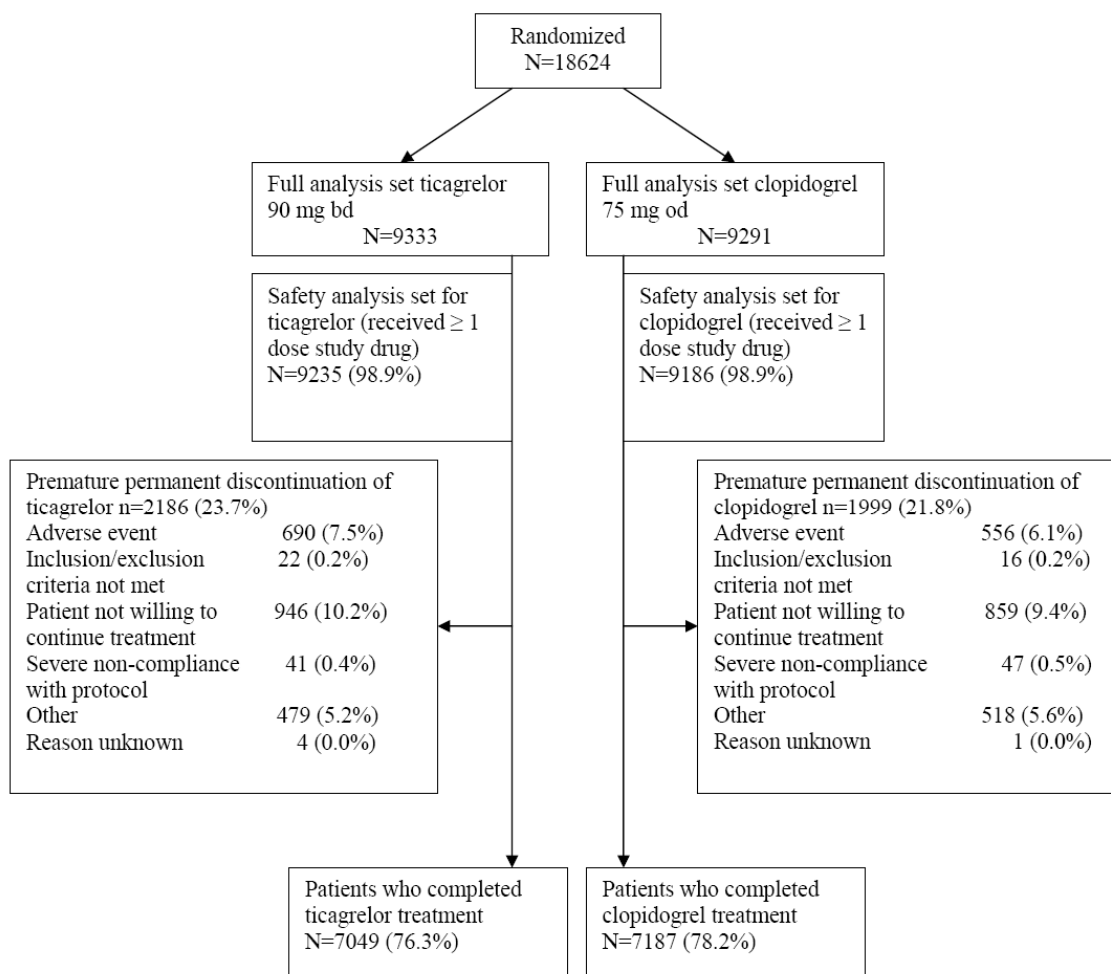 Randomized
N=18624
Full analysis set ticagrelor
90 mg bd
N=9333
Full analysis set clopidogrel
75 mg od
N=9291
Safety analysis set for
ticagrelor (received ≥ 1
dose study drug)
N=9235 (98.9%)
Safety analysis set for
clopidogrel (received ≥ 1
dose study drug)
N=9186 (98.9%)
Premature permanent discontinuation of
ticagrelor n=2186 (23.7%)
Adverse event 690 (7.5%)
Inclusion/exclusion 22 (0.2%)
criteria not met
Patient not willing to 946 (10.2%)
continue treatment
Severe non-compliance 41 (0.4%)
with protocol
Other 479 (5.2%)
Reason unknown 4 (0.0%)
Premature permanent discontinuation of
clopidogrel n=1999 (21.8%)
Adverse event 556 (6.1%)
Inclusion/exclusion 16 (0.2%)
criteria not met
Patient not willing to 859 (9.4%)
continue treatment
Severe non-compliance 47 (0.5%)
with protocol
Other 518 (5.6%)
Reason unknown 1 (0.0%)
Patients who completed
ticagrelor treatment
N=7049 (76.3%)
Patients who completed
clopidogrel treatment
N=7187 (78.2%)